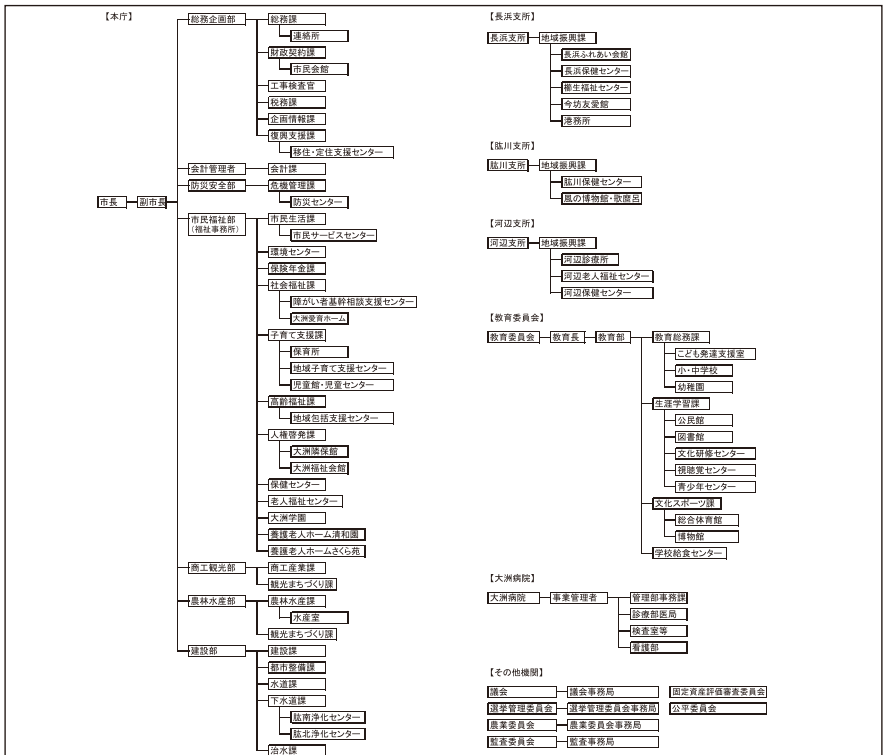 【本庁】
市長
副市長
総務企画部
総務課
連絡所
財政契約課
市民会館
工事検査官
税務課
企画情報課
復興支援課
移住・定住支援センター
会計管理者
会計課
防災安全部
危機管理課
防災センター
市民福祉部
(福祉事務所)
市民生活課
市民サービスセンター
環境センター
保険年金課
社会福祉課
障がい者基幹相談支援センター
大洲愛育ホーム
子育て支援課
保育所
地域子育て支援センター
児童館・児童センター
高齢福祉課
地域包括支援センター
人権啓発課
大洲隣保館
大洲福祉会館
保健センター
老人福祉センター
大洲学園
養護老人ホーム清和園
養護老人ホームさくら苑
商工観光部
商工産業課
観光まちづくり課
農林水産部
農林水産課
水産室
観光まちづくり課
建設部
建設課
都市整備課
水道課
下水道課
肱南浄化センター
肱北浄化センター
治水課
【長浜支所】
長浜支所
地域振興課
長浜ふれあい会館
長浜保健センター
櫛生福祉センター
今坊友愛館
港務所
【肱川支所】
肱川支所
地域振興課
肱川保健センター
風の博物館・歌麿呂
【河辺支所】
河辺支所
地域振興課
河辺診療所
河辺老人福祉センター
河辺保健センター
【教育委員会】
教育委員会
教育長
教育部
教育総務課
こども発達支援室
小・中学校
幼稚園
生涯学習課
公民館
図書館
文化研修センター
視聴覚センター
青少年センター
文化スポーツ課
総合体育館
博物館
学校給食センター
【大洲病院】
大洲病院
事業管理者
管理部事務課
診療部医局
検査室等
看護部
【その他機関】
議会
議会事務局
固定資産評価審査委員会
選挙管理委員会
選挙管理委員会事務局
公平委員会
農業委員会
農業委員会事務局
監査委員会
監査事務局